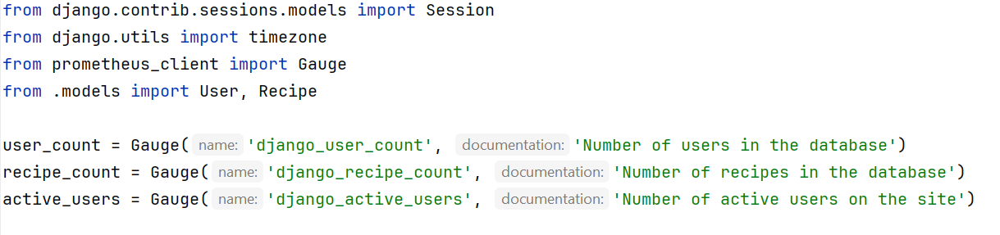 from django.contrib.sessions.models import Session
from django.utils import timezone
from prometheus_client import Gauge
from .models import User, Recipe
user_count = Gauge( name: 'django_user_count', documentation: 'Number of users in the database')
recipe_count = Gauge( name: 'django_recipe_count', documentation: 'Number of recipes in the database')
active_users = Gauge( name: 'django_active_users', documentation: 'Number of active users on the site')